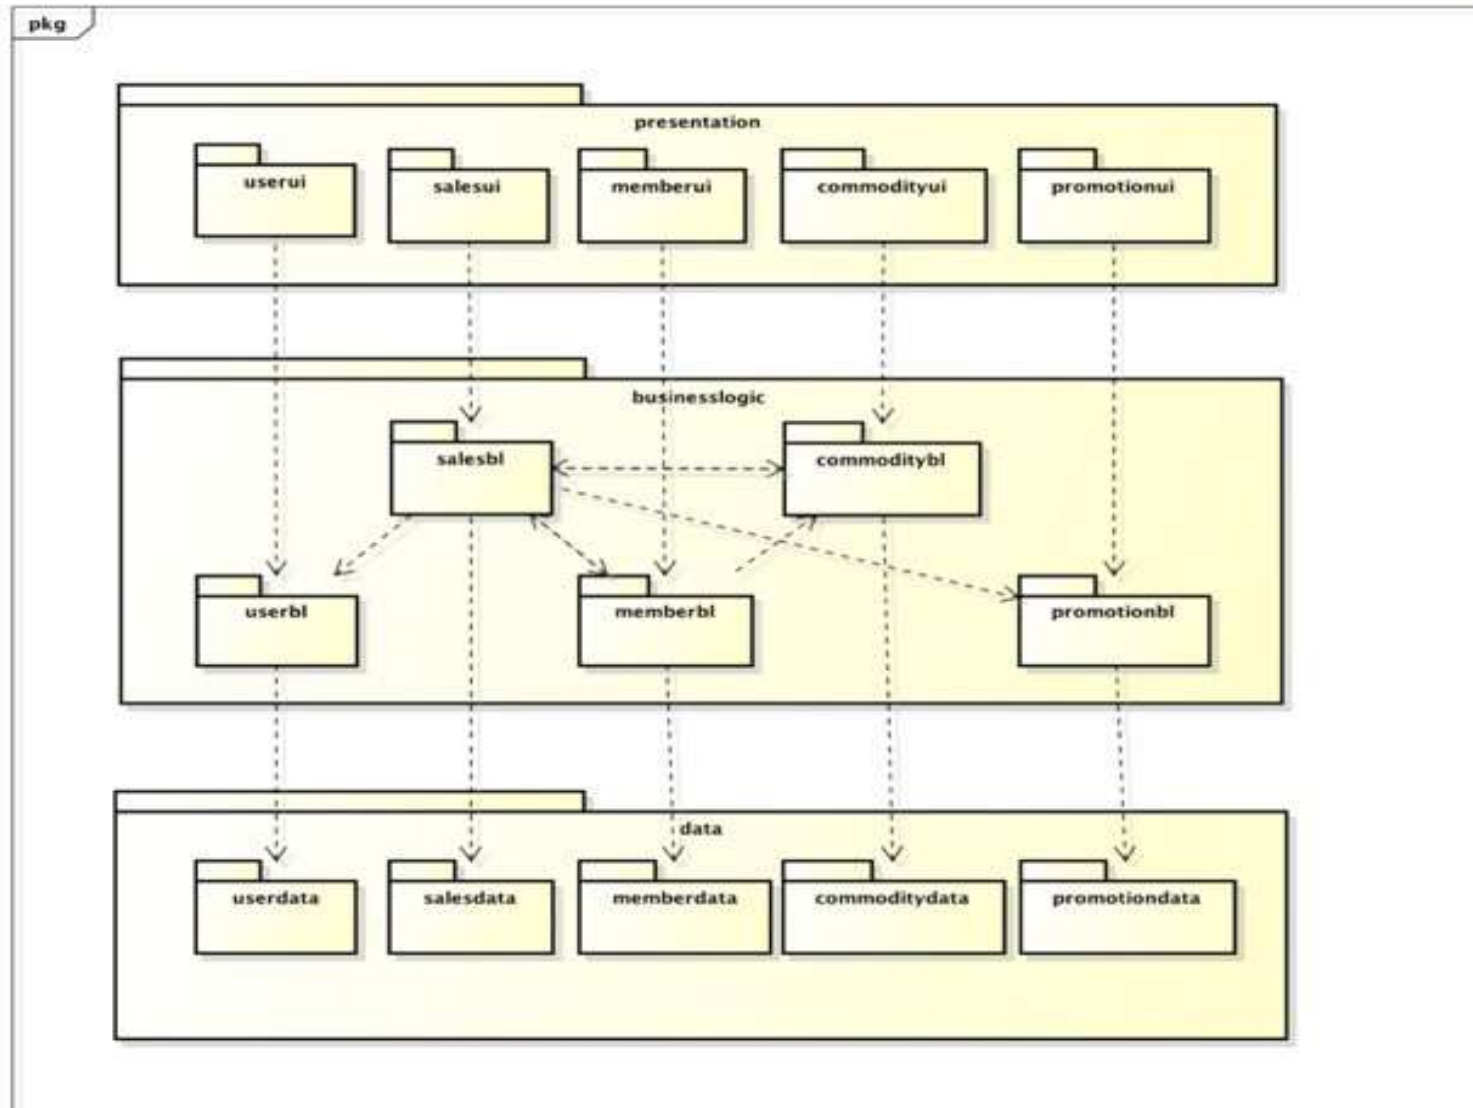 pkg
presentation
userui
salesui
memberui
commodityui
promotionui
businesslogic
salesbl
commoditybl
userbl
memberbl
promotionbl
data
userdata
salesdata
memberdata
commoditydata
promotiondata